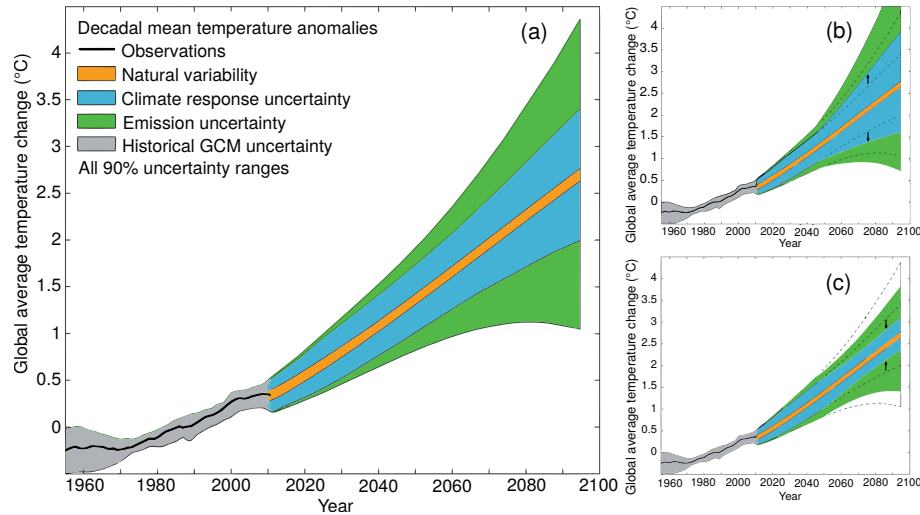 Decadal mean temperature anomalies
Observations
Natural variability
Climate response uncertainty
Emission uncertainty
Historical GCM uncertainty
All 90% uncertainty ranges
(a)
Global average temperature change (°C)
4
3.5
3
2.5
2
1.5
1
0.5
0
1960 1980 2000 2020 2040 2060 2080 2100
Year
(b)
Global average temperature change (°C)
4.5
4
3.5
3
2.5
2
1.5
1
0.5
0
1960 1980 2000 2020 2040 2060 2080 2100
Year
(c)
Global average temperature change (°C)
4
3.5
3
2.5
2
1.5
1
0.5
0
1960 1980 2000 2020 2040 2060 2080 2100
Year